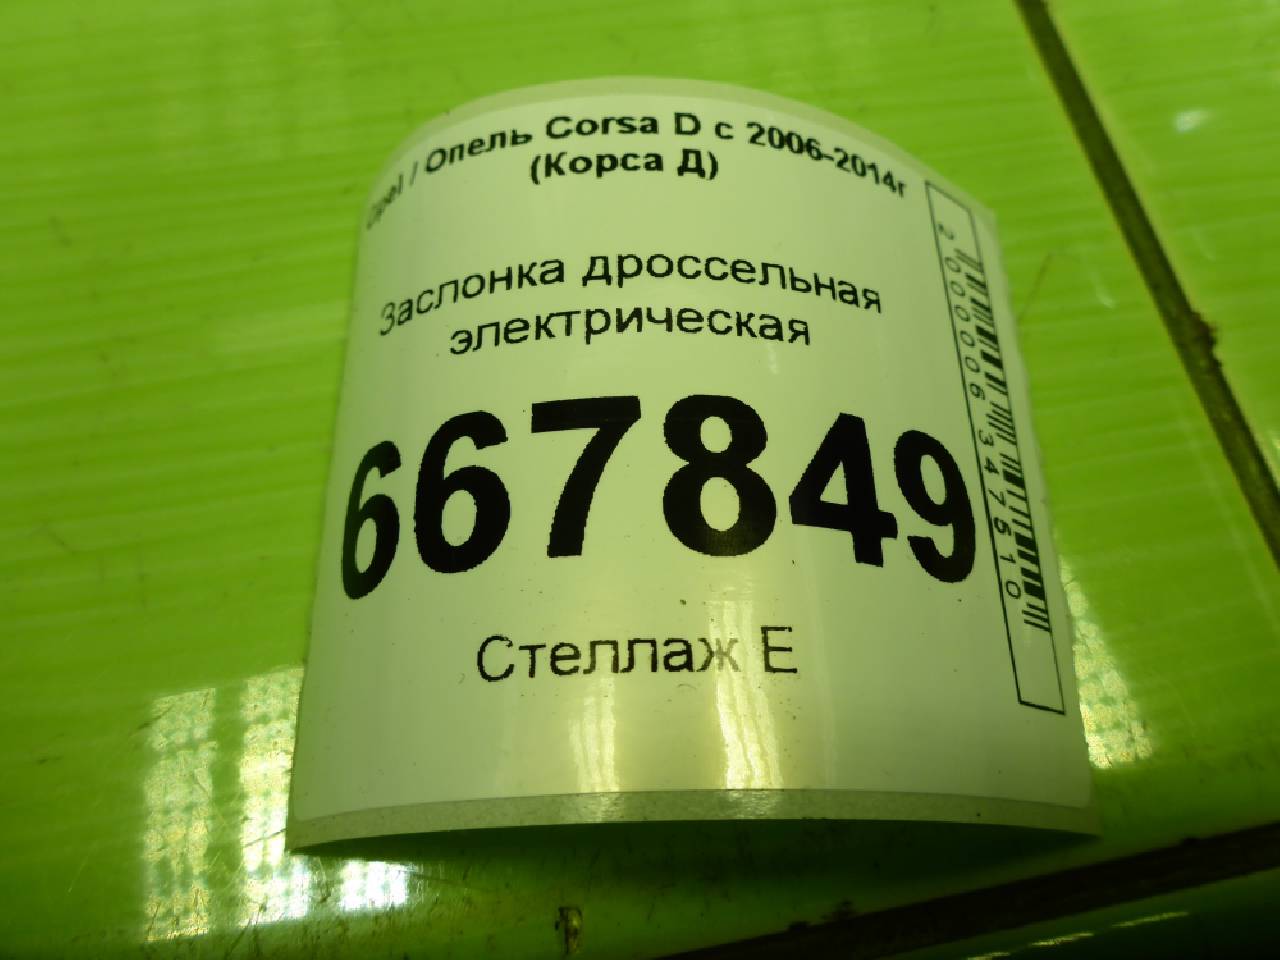 Opel / Опель Corsa D с 2006-2014г
(Корса Д)
Заслонка дроссельная
электрическая
667849
Стеллаж Е
2000006347510